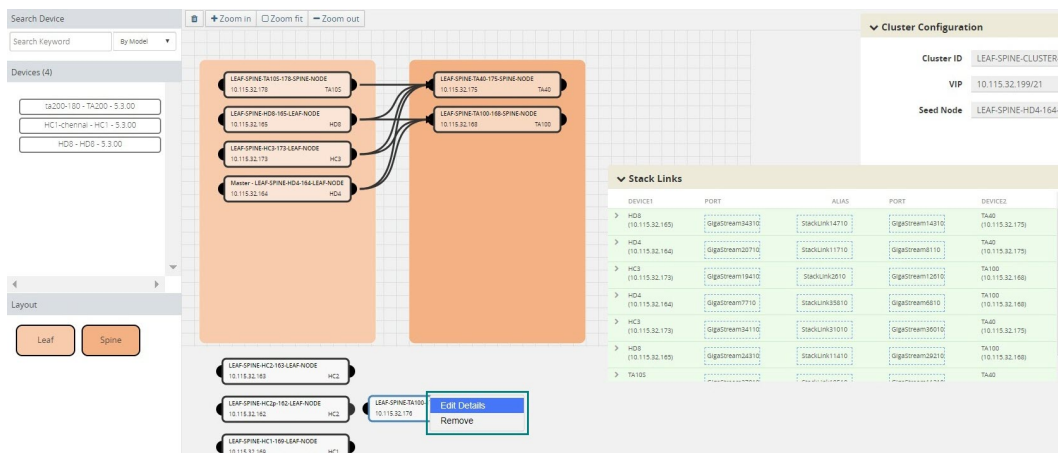 Search Device
Search Keyword
By Model
Devices (4)
ta200-180 - TA200 - 5.3.00
HC1-chennai - HC1 - 5.3.00
HD8 - HD8 - 5.3.00
Layout
Leaf
Spine
Zoom in
Zoom fit
Zoom out
LEAF-SPINE-TA10S-178-SPINE-NODE
10.115.32.178 TA10S
LEAF-SPINE-HD8-165-LEAF-NODE
10.115.32.165 HD8
LEAF-SPINE-HC3-173-LEAF-NODE
10.115.32.173 HC3
Master - LEAF-SPINE-HD4-164-LEAF-NODE
10.115.32.164 HD4
LEAF-SPINE-TA40-175-SPINE-NODE
10.115.32.175 TA40
LEAF-SPINE-TA100-168-SPINE-NODE
10.115.32.168 TA100
LEAF-SPINE-HC2-163-LEAF-NODE
10.115.32.163 HC2
LEAF-SPINE-HC2p-162-LEAF-NODE
10.115.32.162 HC2
LEAF-SPINE-HC1-169-LEAF-NODE
10.115.32.169 HC1
LEAF-SPINE-TA100-
10.115.32.176
Edit Details
Remove
Cluster Configuration
Cluster ID LEAF-SPINE-CLUSTER
VIP 10.115.32.199/21
Seed Node LEAF-SPINE-HD4-164-
Stack Links
DEVICE1 PORT ALIAS PORT DEVICE2
HD8 (10.115.32.165) GigaStream34310 StackLink14710 GigaStream14310 TA40 (10.115.32.175)
HD4 (10.115.32.164) GigaStream20710 StackLink11710 GigaStream8110 TA40 (10.115.32.175)
HC3 (10.115.32.173) GigaStream19410 StackLink2610 GigaStream12610 TA100 (10.115.32.168)
HD4 (10.115.32.164) GigaStream7710 StackLink35810 GigaStream6810 TA100 (10.115.32.168)
HC3 (10.115.32.173) GigaStream34110 StackLink31010 GigaStream36010 TA40 (10.115.32.175)
HD8 (10.115.32.165) GigaStream24310 StackLink11410 GigaStream29210 TA100 (10.115.32.168)
TA10S TA40